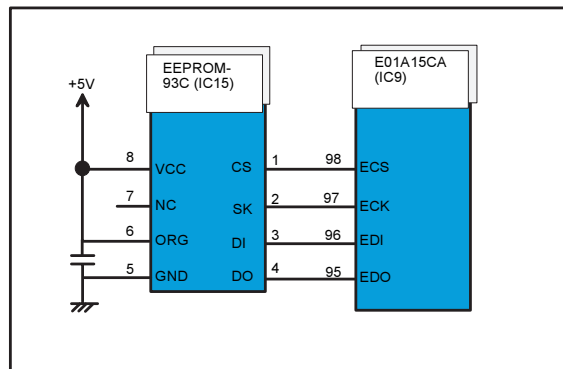 EEPROM-
93C (IC15)
E01A15CA
(IC9)
+5V
8 VCC CS 1 98 ECS
7 NC SK 2 97 ECK
6 ORG DI 3 96 EDI
5 GND DO 4 95 EDO